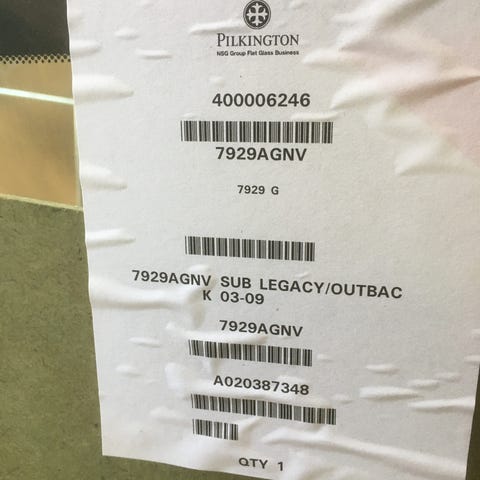 PILKINGTON
NSG Group Flat Glass Business
400006246
7929AGNV
7929 G
7929AGNV SUB LEGACY/OUTBAC
K 03-09
7929AGNV
A020387348
QTY 1